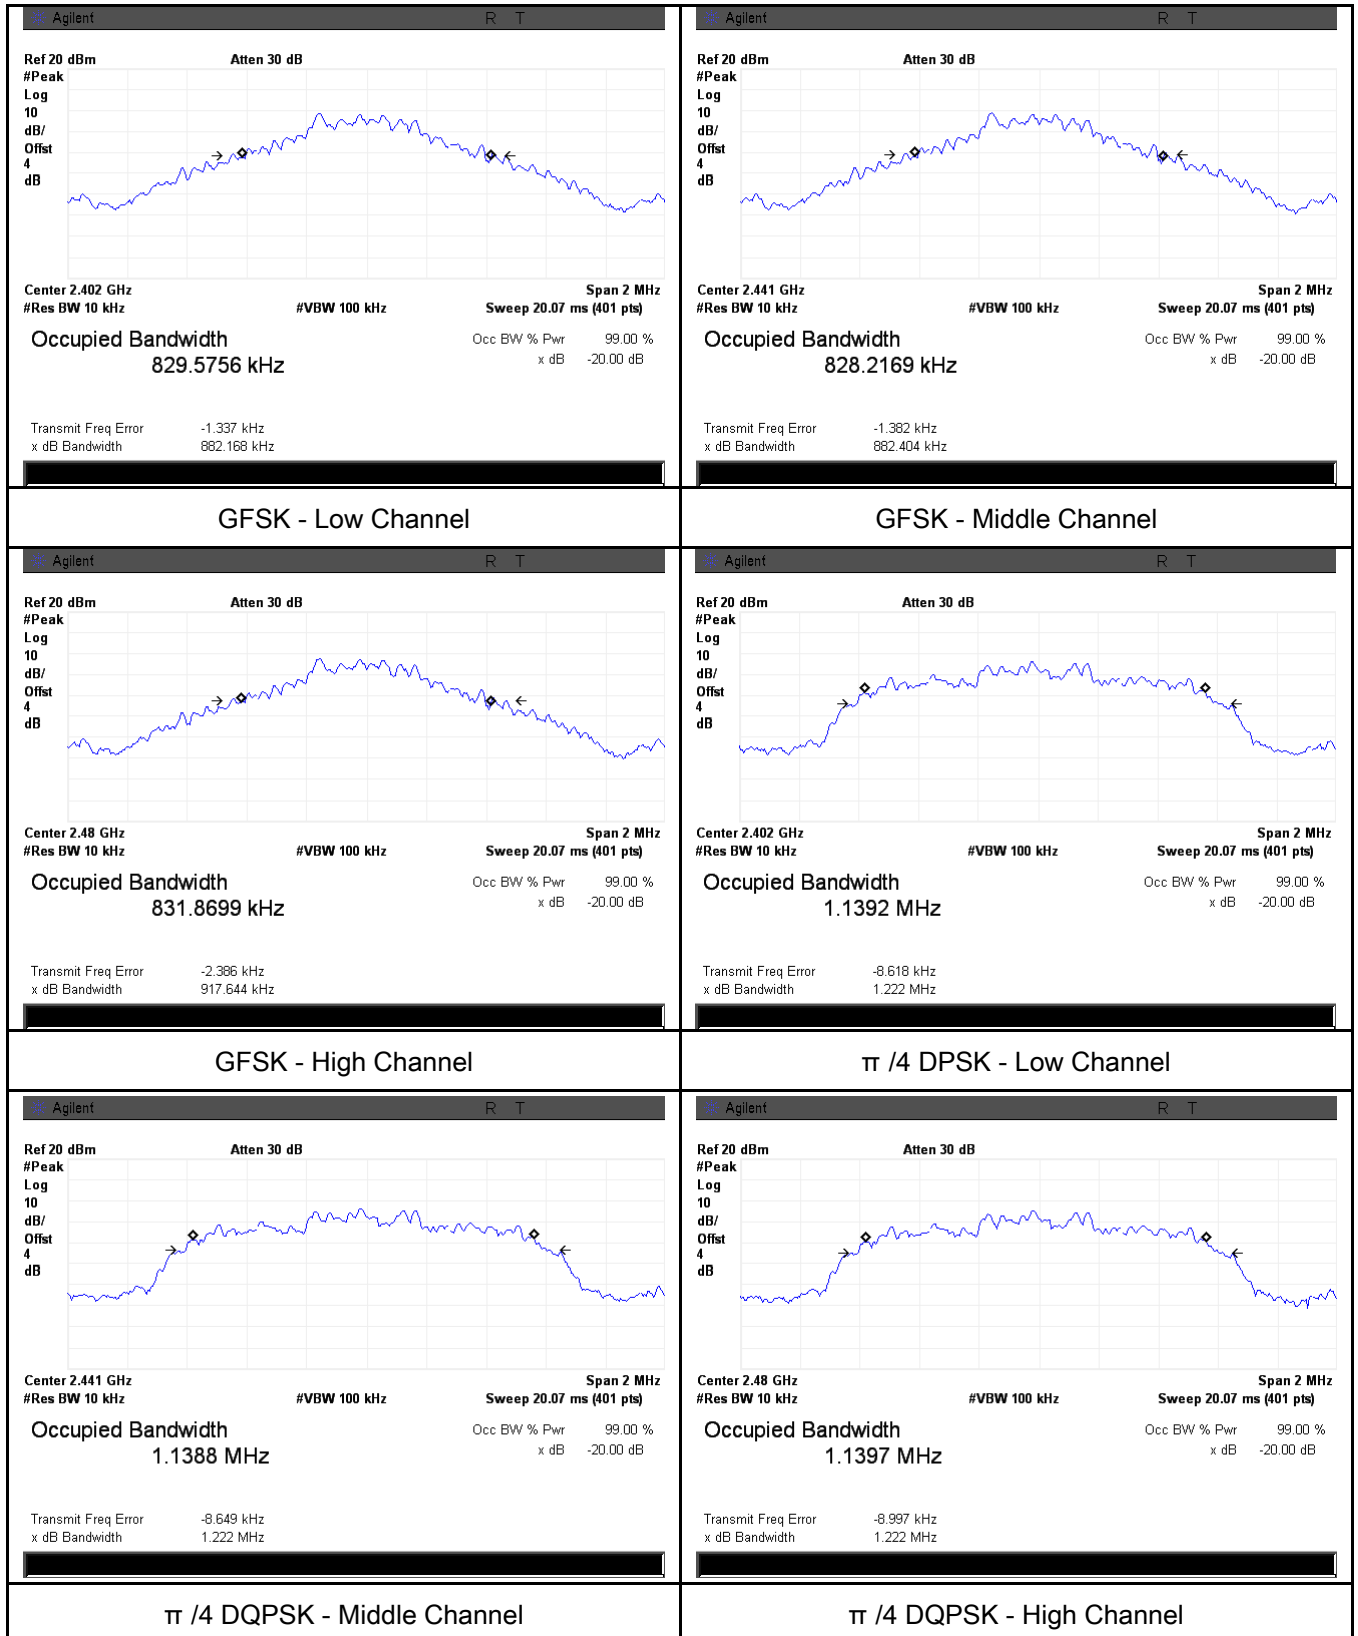 Agilent R T
Ref 20 dBm Atten 30 dB
#Peak
Log
10
dB/
Offst
4
dB
Center 2.402 GHz Span 2 MHz
#Res BW 10 kHz #VBW 100 kHz Sweep 20.07 ms (401 pts)
Occupied Bandwidth Occ BW % Pwr 99.00 %
829.5756 kHz x dB -20.00 dB
Transmit Freq Error -1.337 kHz
x dB Bandwidth 882.168 kHz
GFSK - Low Channel
Agilent R T
Ref 20 dBm Atten 30 dB
#Peak
Log
10
dB/
Offst
4
dB
Center 2.441 GHz Span 2 MHz
#Res BW 10 kHz #VBW 100 kHz Sweep 20.07 ms (401 pts)
Occupied Bandwidth Occ BW % Pwr 99.00 %
828.2169 kHz x dB -20.00 dB
Transmit Freq Error -1.382 kHz
x dB Bandwidth 882.404 kHz
GFSK - Middle Channel
Agilent R T
Ref 20 dBm Atten 30 dB
#Peak
Log
10
dB/
Offst
4
dB
Center 2.48 GHz Span 2 MHz
#Res BW 10 kHz #VBW 100 kHz Sweep 20.07 ms (401 pts)
Occupied Bandwidth Occ BW % Pwr 99.00 %
831.8699 kHz x dB -20.00 dB
Transmit Freq Error -2.386 kHz
x dB Bandwidth 917.644 kHz
GFSK - High Channel
Agilent R T
Ref 20 dBm Atten 30 dB
#Peak
Log
10
dB/
Offst
4
dB
Center 2.402 GHz Span 2 MHz
#Res BW 10 kHz #VBW 100 kHz Sweep 20.07 ms (401 pts)
Occupied Bandwidth Occ BW % Pwr 99.00 %
1.1392 MHz x dB -20.00 dB
Transmit Freq Error -8.618 kHz
x dB Bandwidth 1.222 MHz
π /4 DPSK - Low Channel
Agilent R T
Ref 20 dBm Atten 30 dB
#Peak
Log
10
dB/
Offst
4
dB
Center 2.441 GHz Span 2 MHz
#Res BW 10 kHz #VBW 100 kHz Sweep 20.07 ms (401 pts)
Occupied Bandwidth Occ BW % Pwr 99.00 %
1.1388 MHz x dB -20.00 dB
Transmit Freq Error -8.649 kHz
x dB Bandwidth 1.222 MHz
π /4 DQPSK - Middle Channel
Agilent R T
Ref 20 dBm Atten 30 dB
#Peak
Log
10
dB/
Offst
4
dB
Center 2.48 GHz Span 2 MHz
#Res BW 10 kHz #VBW 100 kHz Sweep 20.07 ms (401 pts)
Occupied Bandwidth Occ BW % Pwr 99.00 %
1.1397 MHz x dB -20.00 dB
Transmit Freq Error -8.997 kHz
x dB Bandwidth 1.222 MHz
π /4 DQPSK - High Channel